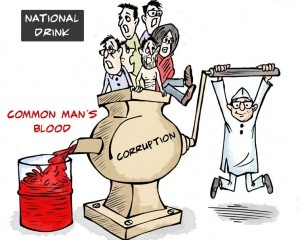 NATIONAL
DRINK
COMMON MAN'S
BLOOD
CORRUPTION